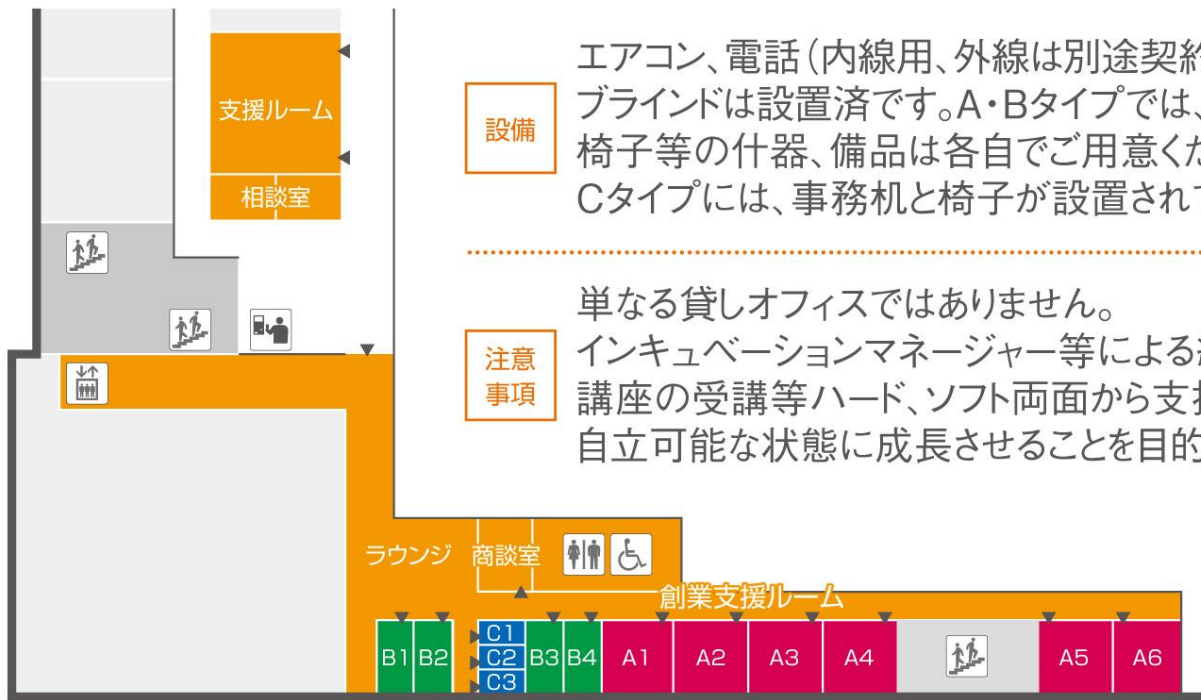 支援ルーム
相談室
設備
エアコン、電話(内線用、外線は別途契約
ブラインドは設置済です。A・Bタイプでは、
椅子等の什器、備品は各自でご用意くだ
Cタイプには、事務机と椅子が設置されて
注意
事項
単なる貸しオフィスではありません。
インキュベーションマネージャー等による
講座の受講等ハード、ソフト両面から支援
自立可能な状態に成長させることを目的
ラウンジ
商談室
創業支援ルーム
B1
B2
C1
C2
C3
B3
B4
A1
A2
A3
A4
A5
A6